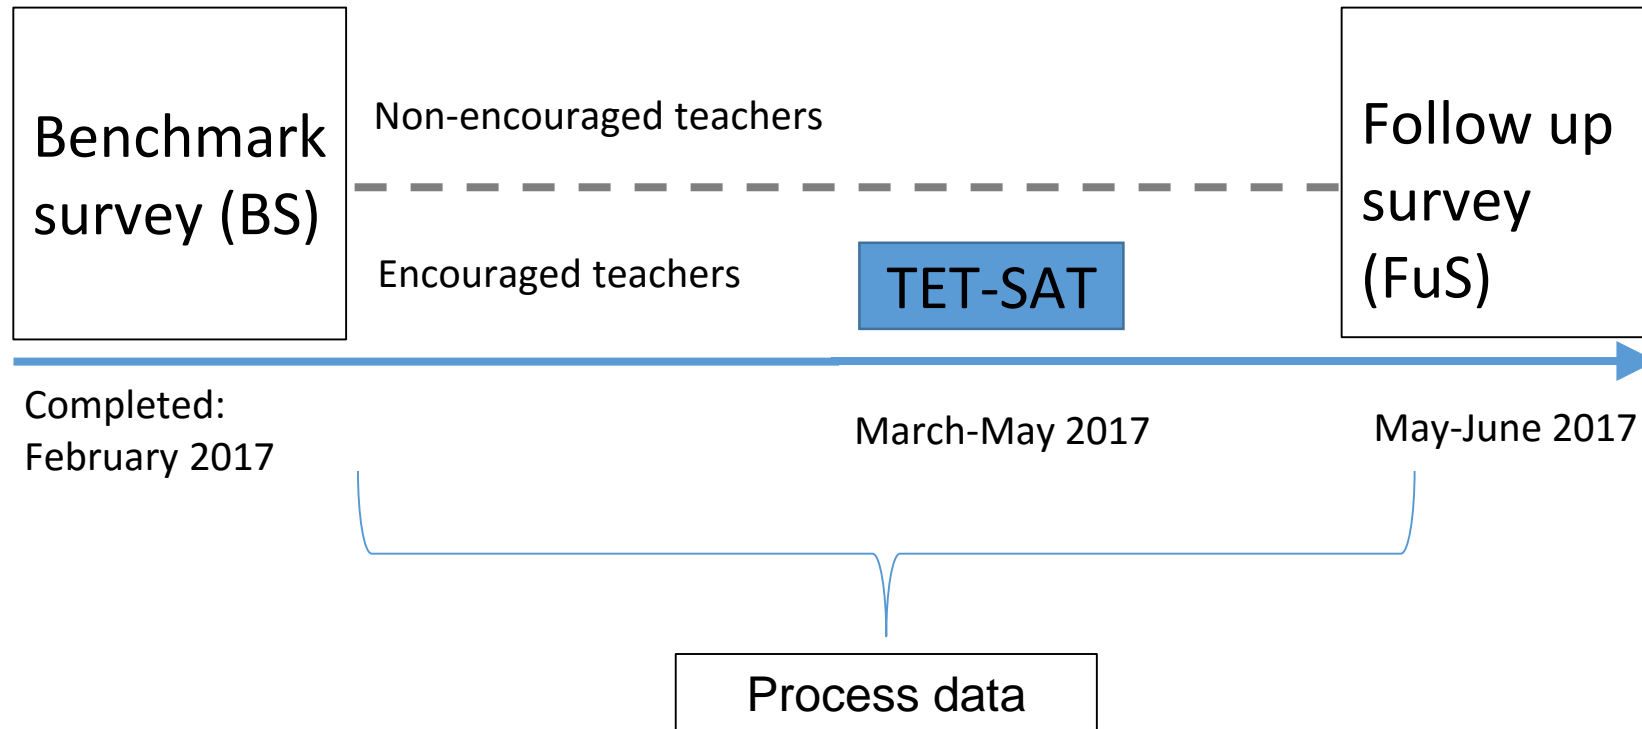 Benchmark
survey (BS)
Non-encouraged teachers
Encouraged teachers
TET-SAT
Follow up
survey
(FuS)
Completed:
February 2017
March-May 2017
May-June 2017
Process data